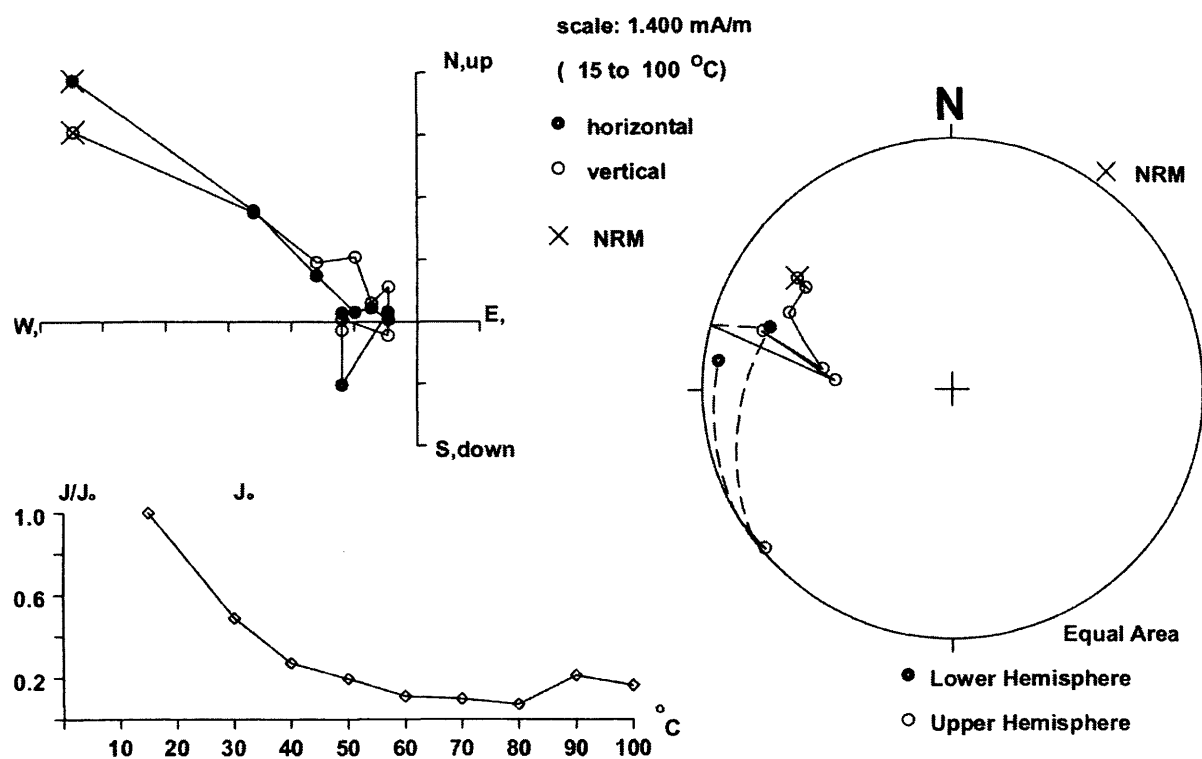 scale: 1.400 mA/m
( 15 to 100 °C)
N,up
horizontal
vertical
NRM
W,
E,
S,down
N
NRM
Equal Area
Lower Hemisphere
Upper Hemisphere
J/J₀
J₀
1.0
0.6
0.2
10 20 30 40 50 60 70 80 90 100
°C